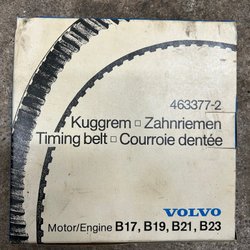 463377-2
Kuggrem □ Zahnriemen
Timing belt □ Courroie dentée
VOLVO
Motor/Engine B17, B19, B21, B23